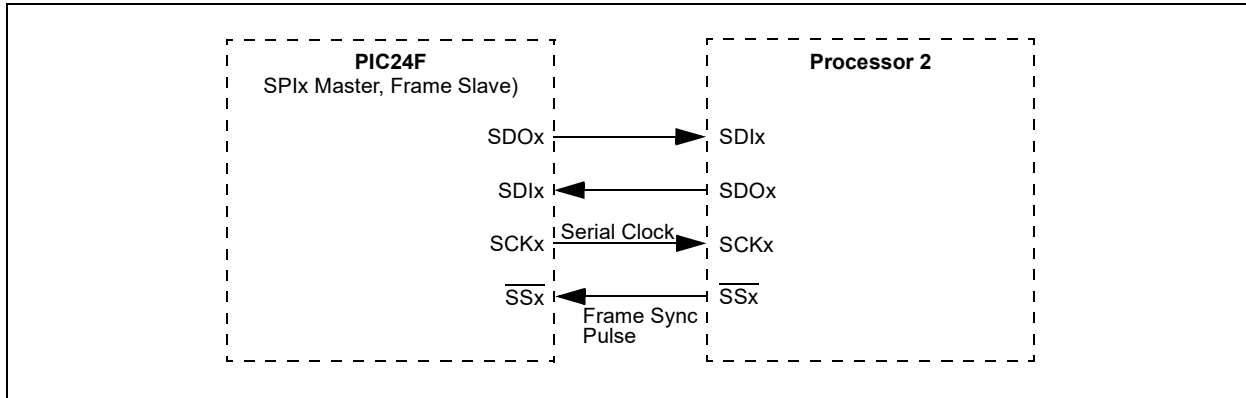 PIC24F
SPIx Master, Frame Slave)
Processor 2
SDOx
SDIx
SDIx
SDOx
SCKx
Serial Clock
SCKx
SSx
SSx
Frame Sync
Pulse